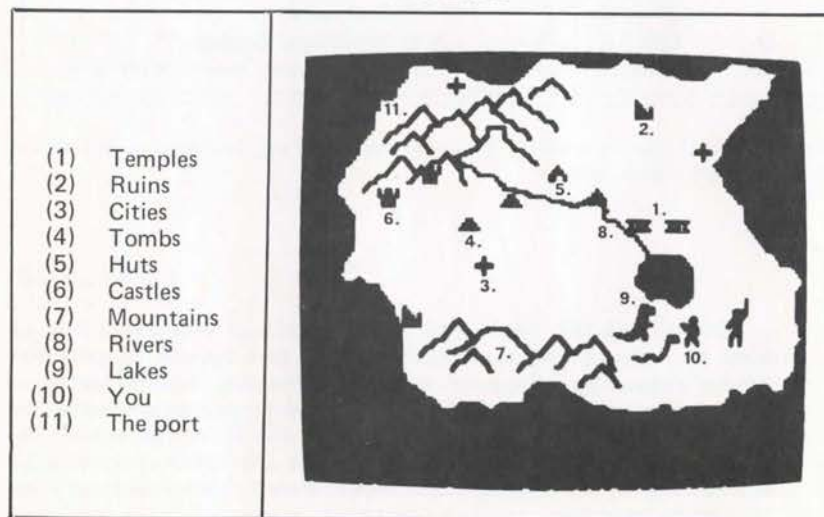 (1) Temples
(2) Ruins
(3) Cities
(4) Tombs
(5) Huts
(6) Castles
(7) Mountains
(8) Rivers
(9) Lakes
(10) You
(11) The port
11.
2.
5.
6.
1.
8.
4.
3.
9.
7.
10.